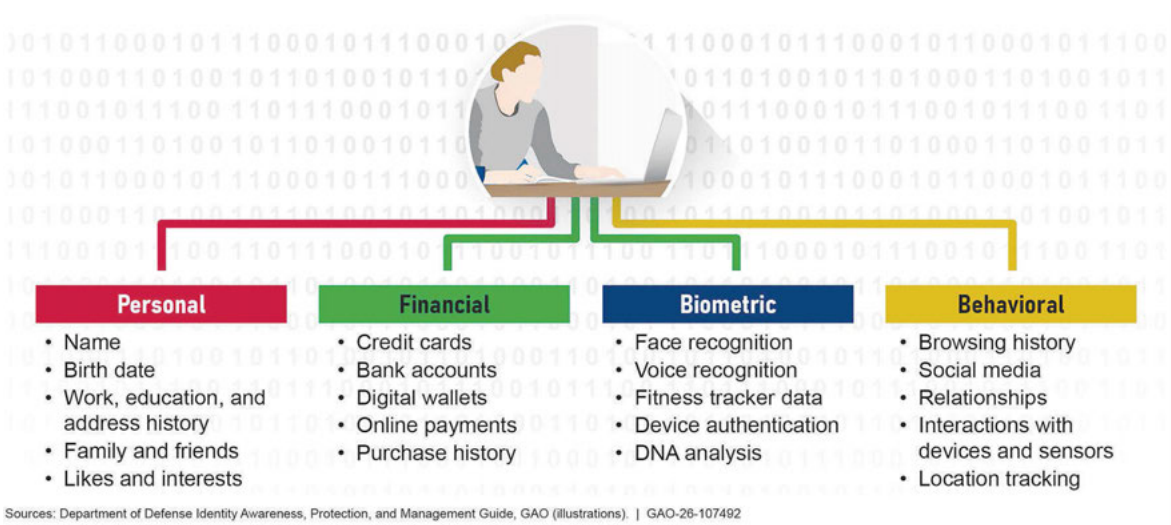 Personal
• Name
• Birth date
• Work, education, and
address history
• Family and friends
• Likes and interests
Financial
• Credit cards
• Bank accounts
• Digital wallets
• Online payments
• Purchase history
Biometric
• Face recognition
• Voice recognition
• Fitness tracker data
• Device authentication
• DNA analysis
Behavioral
• Browsing history
• Social media
• Relationships
• Interactions with
devices and sensors
• Location tracking
Sources: Department of Defense Identity Awareness, Protection, and Management Guide, GAO (illustrations). | GAO-26-107492